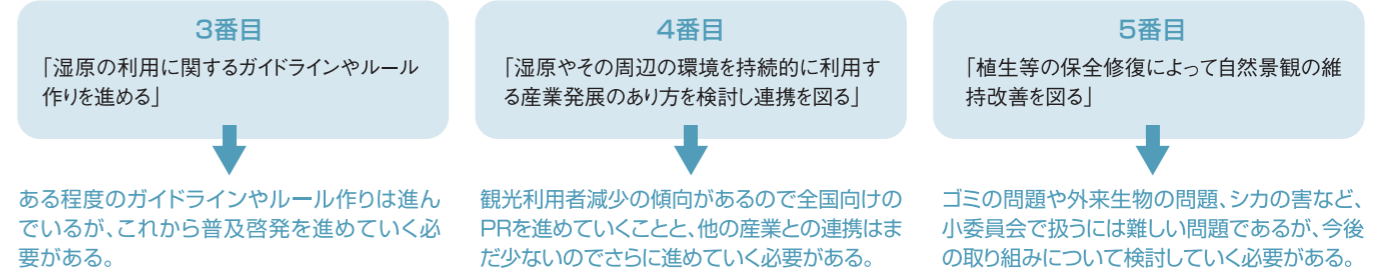 3番目
「湿原の利用に関するガイドラインやルール
作りを進める」
ある程度のガイドラインやルール作りは進ん
でいるが、これから普及啓発を進めていく必
要がある。
4番目
「湿原やその周辺の環境を持続的に利用す
る産業発展のあり方を検討し連携を図る」
観光利用者減少の傾向があるので全国向けの
PRを進めていくことと、他の産業との連携はま
だ少ないのでさらに進めていく必要がある。
5番目
「植生等の保全修復によって自然景観の維
持改善を図る」
ゴミの問題や外来生物の問題、シカの害など、
小委員会で扱うには難しい問題であるが、今後
の取り組みについて検討していく必要がある。